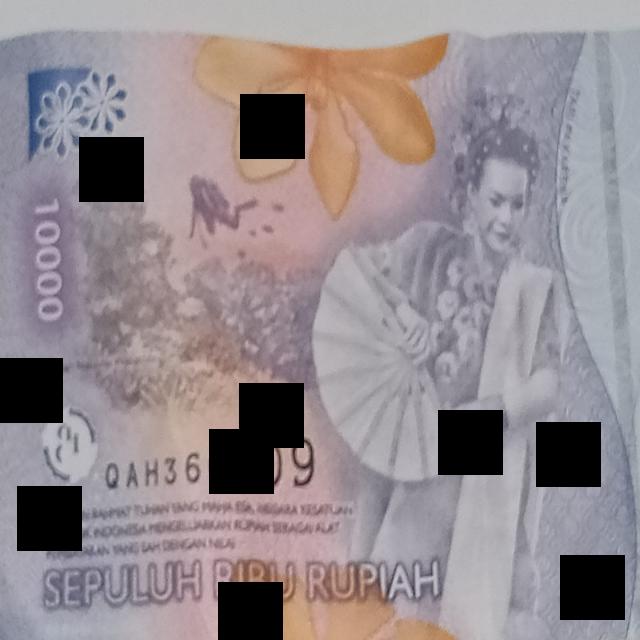 10000
QAH36 09
RAHMAT TUHAN YANG MAHA ESA, NEGARA KESATUAN
INDONESIA MENGELUARKAN RUPIAH SEBAGAI ALAT
YANG SAH DENGAN NILAI
SEPULUH RIBU RUPIAH